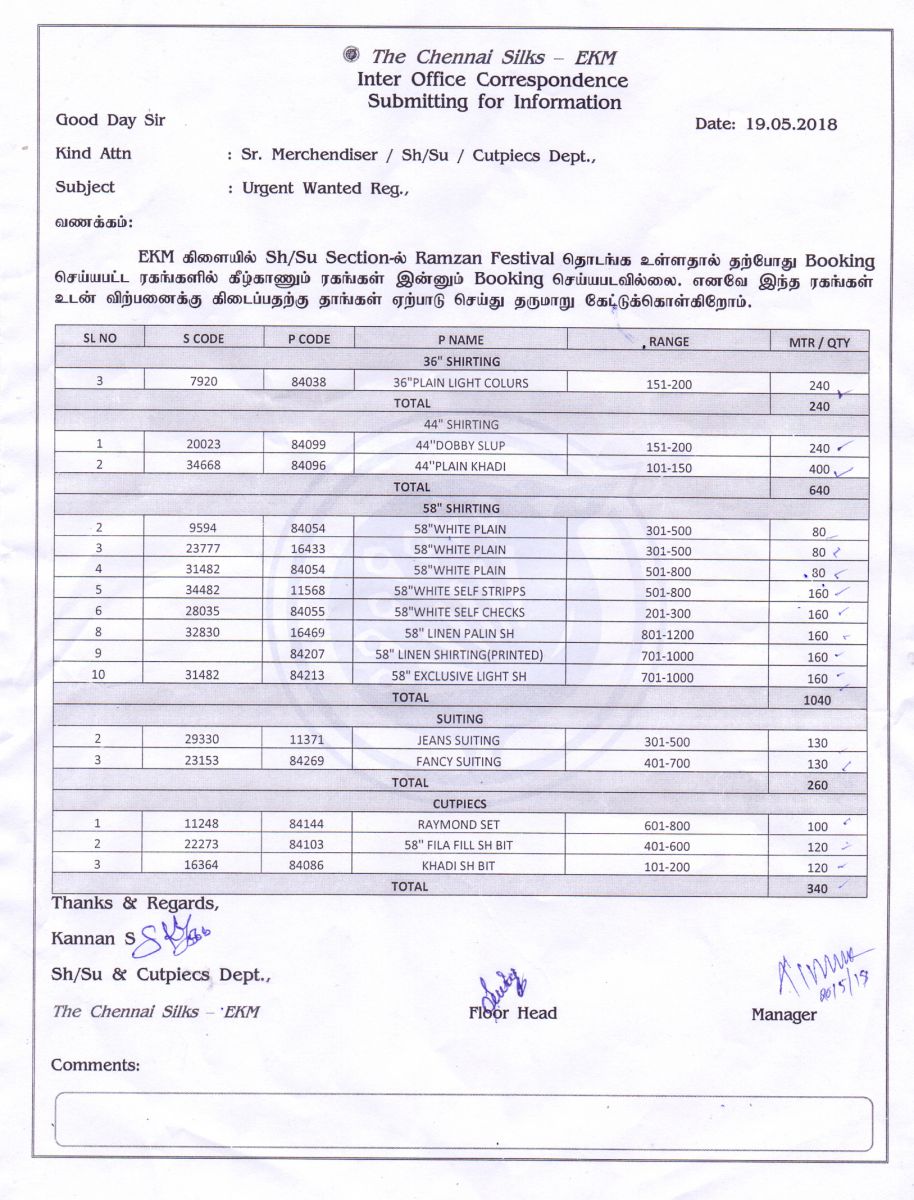 The Chennai Silks – EKM
Inter Office Correspondence
Submitting for Information
Good Day Sir
Date: 19.05.2018
Kind Attn : Sr. Merchendiser / Sh/Su / Cutpiecs Dept.,
Subject : Urgent Wanted Reg.,
வணக்கம்:
EKM கிளையில் Sh/Su Section-ல் Ramzan Festival தொடங்க உள்ளதால் தற்போது Booking
செய்யபட்ட ரகங்களில் கீழ்காணும் ரகங்கள் இன்னும் Booking செய்யபடவில்லை. எனவே இந்த ரகங்கள்
உடன் விற்பனைக்கு கிடைப்பதற்கு தாங்கள் ஏற்பாடு செய்து தருமாறு கேட்டுக்கொள்கிறோம்.
SL NO S CODE P CODE P NAME RANGE MTR / QTY
36" SHIRTING
3 7920 84038 36"PLAIN LIGHT COLURS 151-200 240
TOTAL 240
44" SHIRTING
1 20023 84099 44"DOBBY SLUP 151-200 240
2 34668 84096 44"PLAIN KHADI 101-150 400
TOTAL 640
58" SHIRTING
2 9594 84054 58"WHITE PLAIN 301-500 80
3 23777 16433 58"WHITE PLAIN 301-500 80
4 31482 84054 58"WHITE PLAIN 501-800 80
5 34482 11568 58"WHITE SELF STRIPPS 501-800 160
6 28035 84055 58"WHITE SELF CHECKS 201-300 160
8 32830 16469 58" LINEN PALIN SH 801-1200 160
9 84207 58" LINEN SHIRTING(PRINTED) 701-1000 160
10 31482 84213 58" EXCLUSIVE LIGHT SH 701-1000 160
TOTAL 1040
SUITING
2 29330 11371 JEANS SUITING 301-500 130
3 23153 84269 FANCY SUITING 401-700 130
TOTAL 260
CUTPIECS
1 11248 84144 RAYMOND SET 601-800 100
2 22273 84103 58" FILA FILL SH BIT 401-600 120
3 16364 84086 KHADI SH BIT 101-200 120
TOTAL 340
Thanks & Regards,
Kannan S
Sh/Su & Cutpiecs Dept.,
The Chennai Silks – EKM
Floor Head
Manager
Comments: